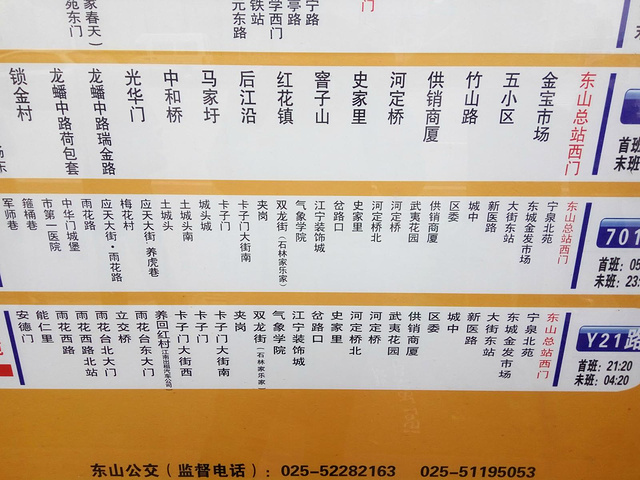 家春天）
苑东门
宁路
亭路
学西门
铁站
元东路
门
东山总站西门
金宝市场
五小区
竹山路
供销商厦
河定桥
史家里
窨子山
红花镇
后江沿
马家圩
中和桥
光华门
龙蟠中路瑞金路
龙蟠中路荷包套
锁金村
首班
末班
东山总站西门
宁泉北苑
东城金发市场
大街东站
新医路
城中
区委
供销商厦
武夷花园
河定桥
河定桥北
史家里
岔路口
江宁装饰城
气象学院
双龙街（石林家乐家）
夹岗
卡子门大街南
卡子门
城头城
土城头南
土城头
应天大街·养虎巷
梅花村
应天大街·雨花路
雨花路
中华门城堡
市第一医院
箍桶巷
军师巷
701
首班：05
末班：23:
东山总站西门
宁泉北苑
东城金发市场
大街东站
新医路
城中
区委
供销商厦
武夷花园
河定桥
河定桥北
史家里
岔路口
江宁装饰城
气象学院
双龙街（石林家乐家）
夹岗
卡子门大街南
卡子门
卡子门大街西
养回红村（江南出租汽车公司）
雨花台东大门
立交桥
雨花台北大门
雨花西路北站
雨花西路
能仁里
安德门
Y21路
首班：21:20
末班：04:20
东山公交（监督电话）：025-52282163 025-51195053